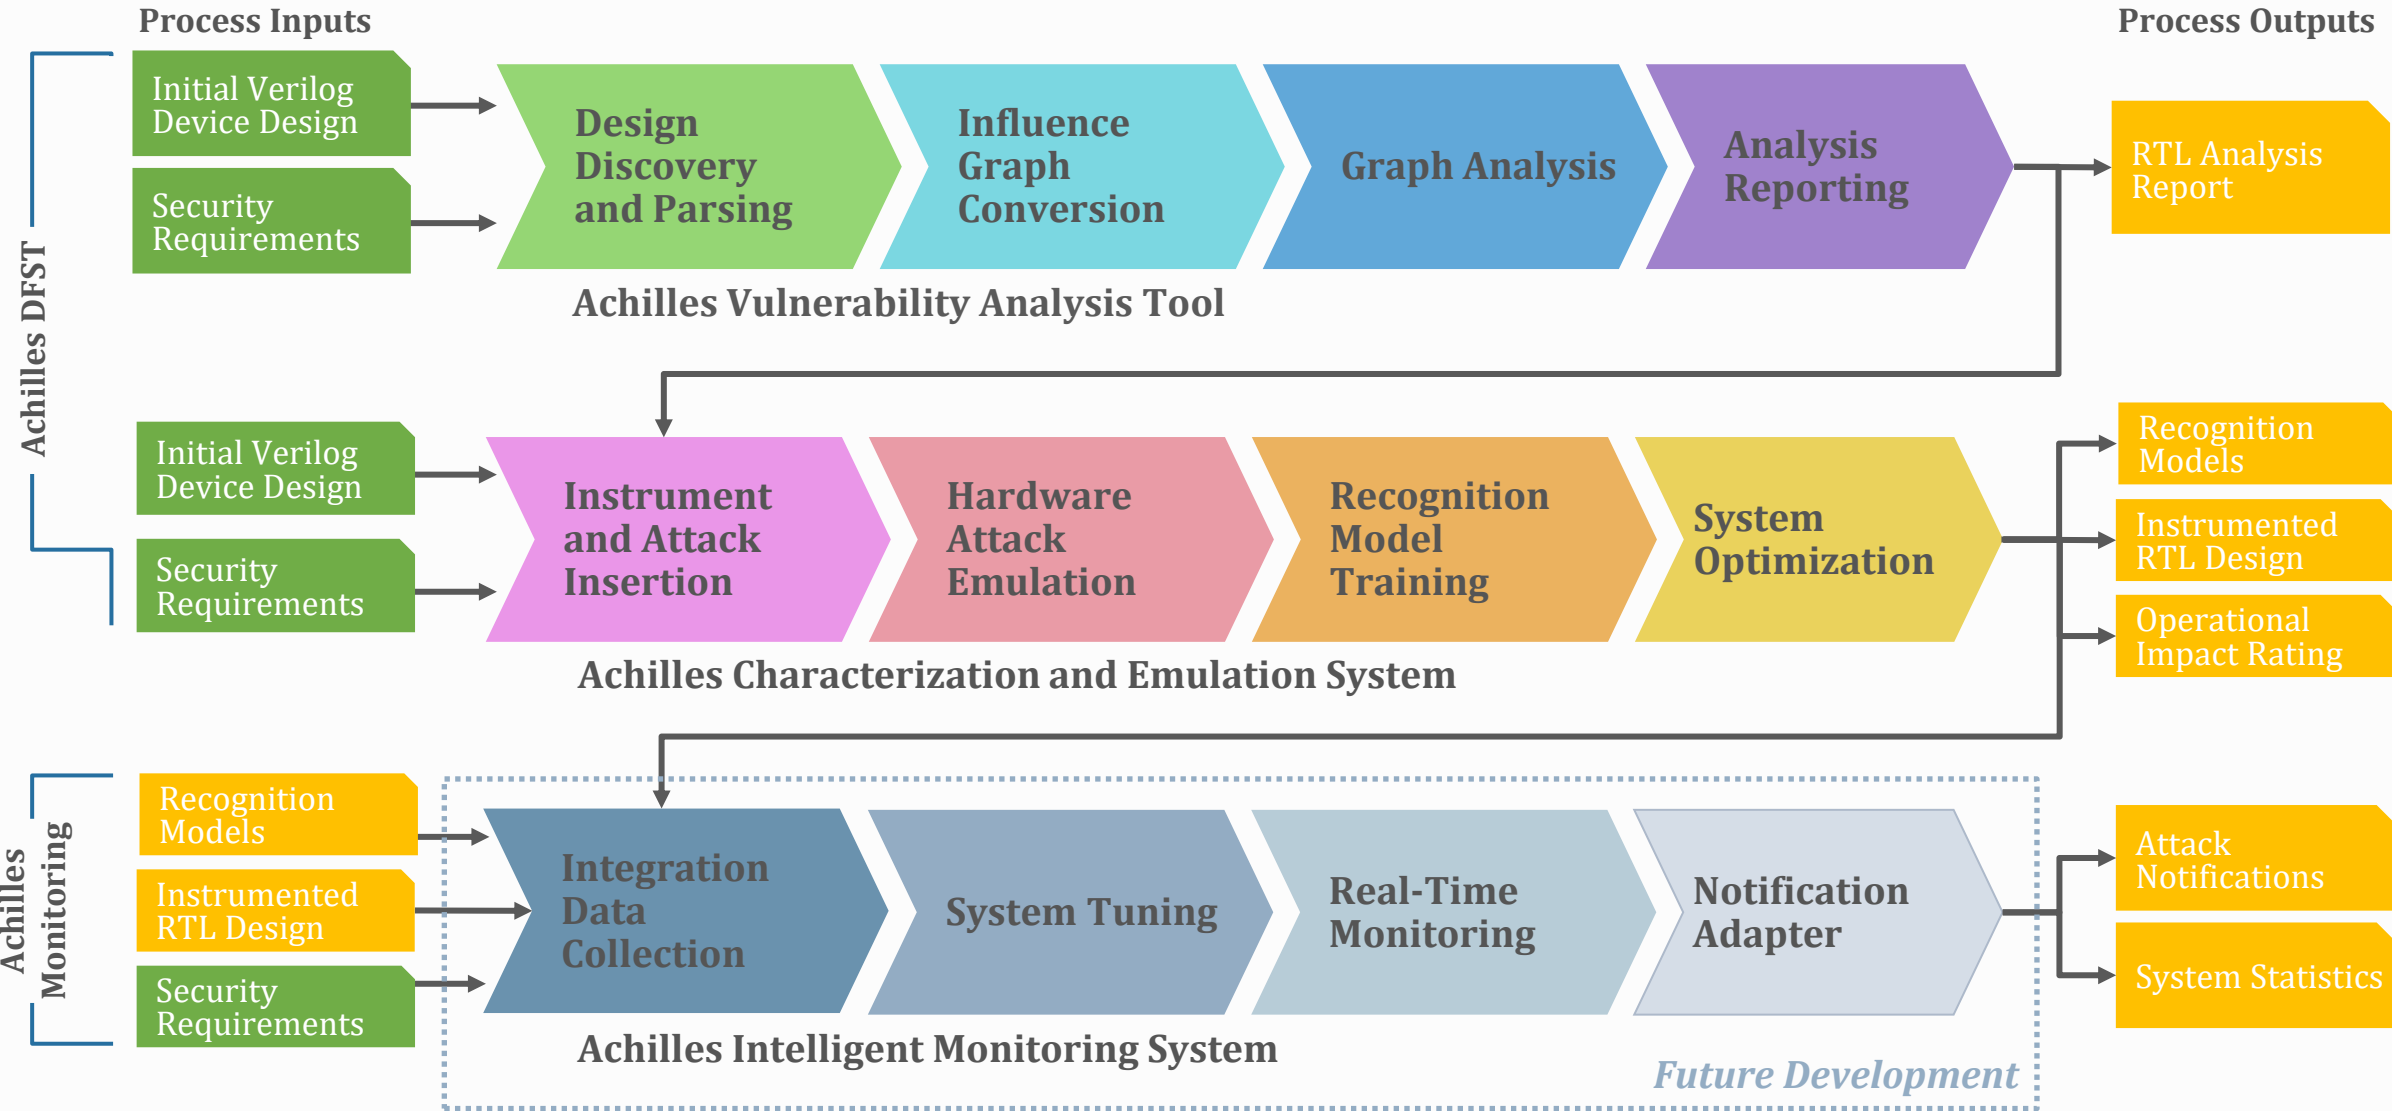 Process Inputs
Process Outputs
Achilles DFST
Initial Verilog
Device Design
Security
Requirements
Design
Discovery
and Parsing
Influence
Graph
Conversion
Graph Analysis
Analysis
Reporting
RTL Analysis
Report
Achilles Vulnerability Analysis Tool
Initial Verilog
Device Design
Security
Requirements
Instrument
and Attack
Insertion
Hardware
Attack
Emulation
Recognition
Model
Training
System
Optimization
Recognition
Models
Instrumented
RTL Design
Operational
Impact Rating
Achilles Characterization and Emulation System
Achilles
Monitoring
Recognition
Models
Instrumented
RTL Design
Security
Requirements
Integration
Data
Collection
System Tuning
Real-Time
Monitoring
Notification
Adapter
Attack
Notifications
System Statistics
Achilles Intelligent Monitoring System
Future Development